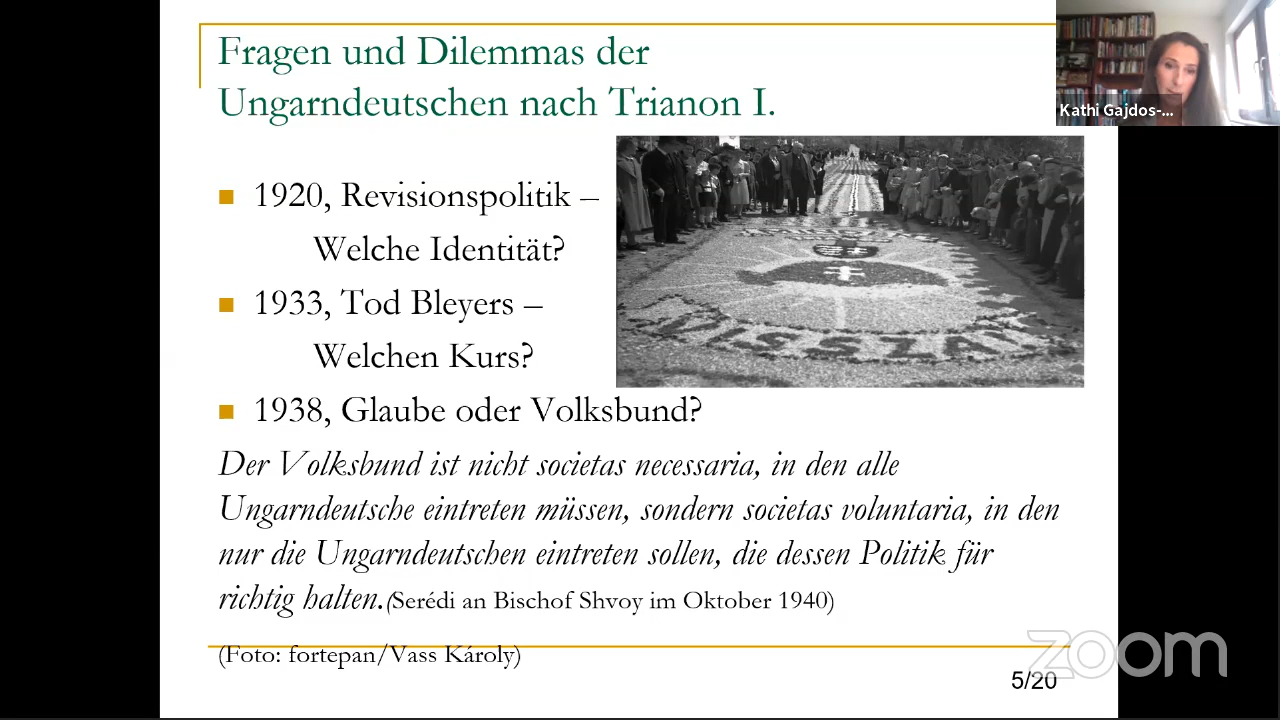 Fragen und Dilemmas der
Ungarndeutschen nach Trianon I.
Kathi Gajdos-...
1920, Revisionspolitik –
Welche Identität?
1933, Tod Bleyers –
Welchen Kurs?
VISSZA
1938, Glaube oder Volksbund?
Der Volksbund ist nicht societas necessaria, in den alle
Ungarndeutsche eintreten müssen, sondern societas voluntaria, in den
nur die Ungarndeutschen eintreten sollen, die dessen Politik für
richtig halten.(Serédi an Bischof Shvoy im Oktober 1940)
(Foto: fortepan/Vass Károly)
zoom
5/20